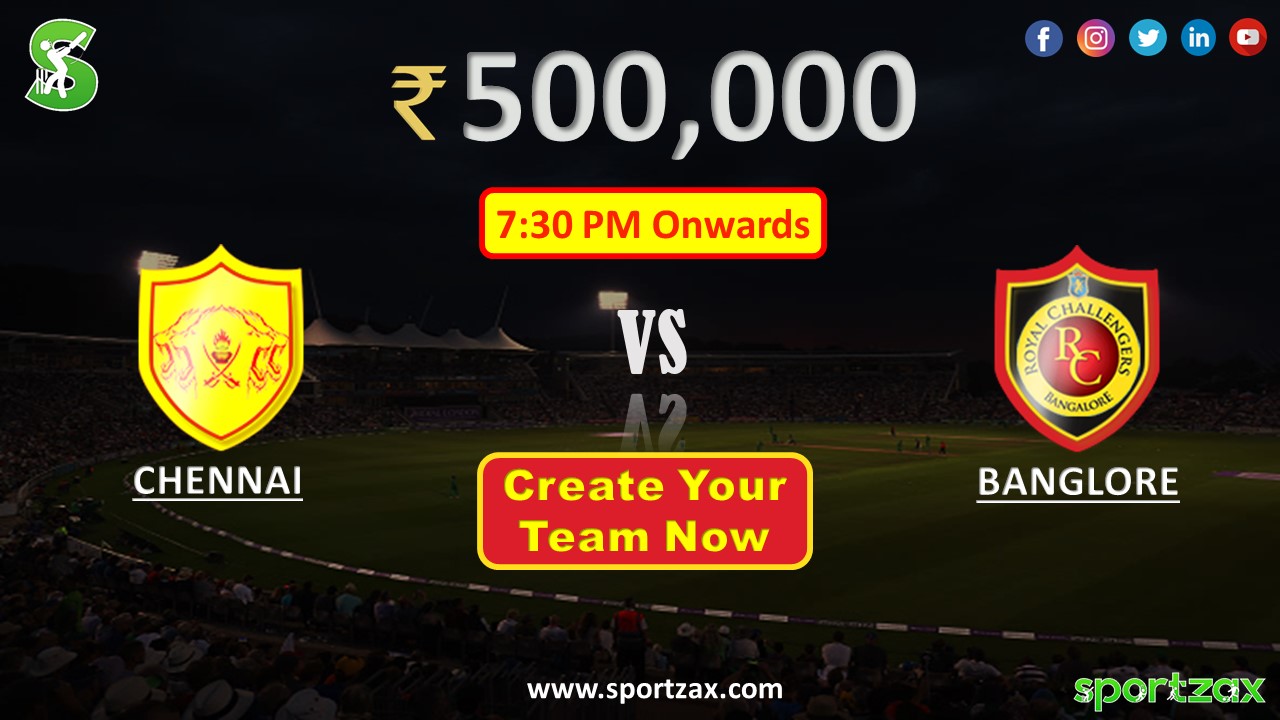 ₹500,000
7:30 PM Onwards
ROYAL CHALLENGERS
RC
BANGALORE
VS
CHENNAI
BANGLORE
Create Your
Team Now
www.sportzax.com
sportzax